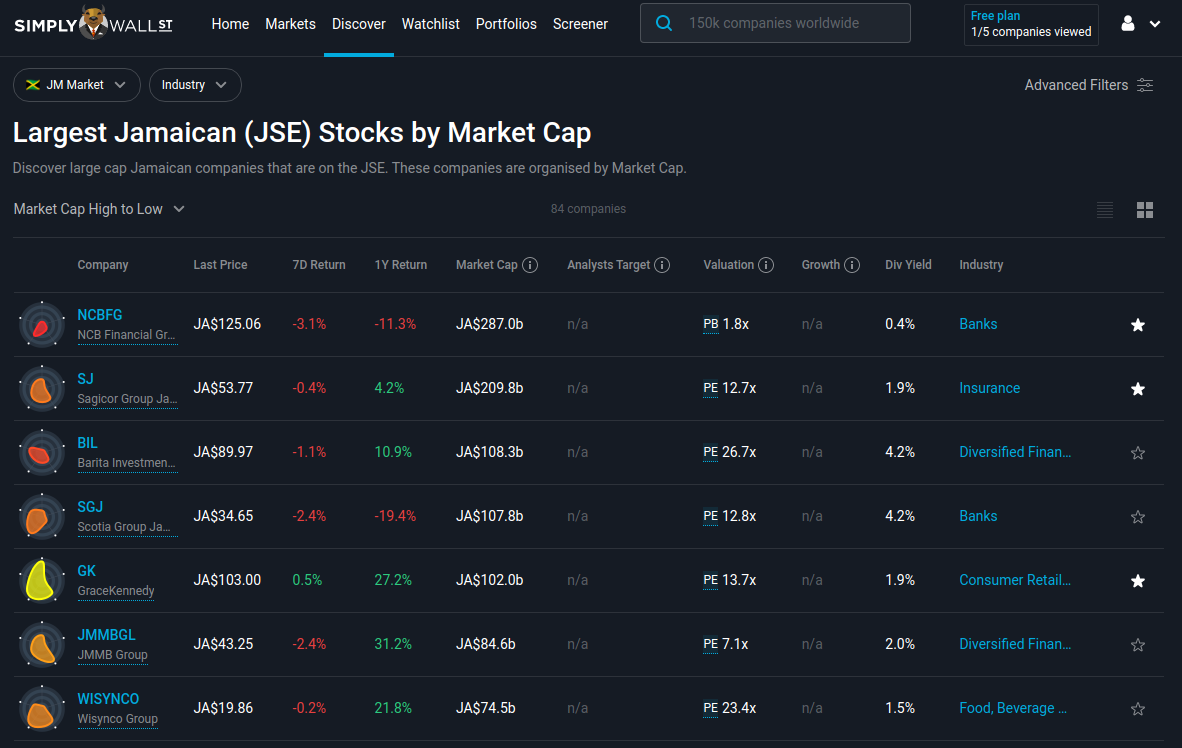 SIMPLY WALL ST Home Markets Discover Watchlist Portfolios Screener 150k companies worldwide Free plan
1/5 companies viewed
JM Market Industry Advanced Filters
Largest Jamaican (JSE) Stocks by Market Cap
Discover large cap Jamaican companies that are on the JSE. These companies are organised by Market Cap.
Market Cap High to Low 84 companies
Company Last Price 7D Return 1Y Return Market Cap Analysts Target Valuation Growth Div Yield Industry
NCBFG
NCB Financial Gr... JA$125.06 -3.1% -11.3% JA$287.0b n/a PB 1.8x n/a 0.4% Banks
SJ
Sagicor Group Ja... JA$53.77 -0.4% 4.2% JA$209.8b n/a PE 12.7x n/a 1.9% Insurance
BIL
Barita Investmen... JA$89.97 -1.1% 10.9% JA$108.3b n/a PE 26.7x n/a 4.2% Diversified Finan...
SGJ
Scotia Group Ja... JA$34.65 -2.4% -19.4% JA$107.8b n/a PE 12.8x n/a 4.2% Banks
GK
GraceKennedy JA$103.00 0.5% 27.2% JA$102.0b n/a PE 13.7x n/a 1.9% Consumer Retail...
JMMBGL
JMMB Group JA$43.25 -2.4% 31.2% JA$84.6b n/a PE 7.1x n/a 2.0% Diversified Finan...
WISYNCO
Wisynco Group JA$19.86 -0.2% 21.8% JA$74.5b n/a PE 23.4x n/a 1.5% Food, Beverage ...